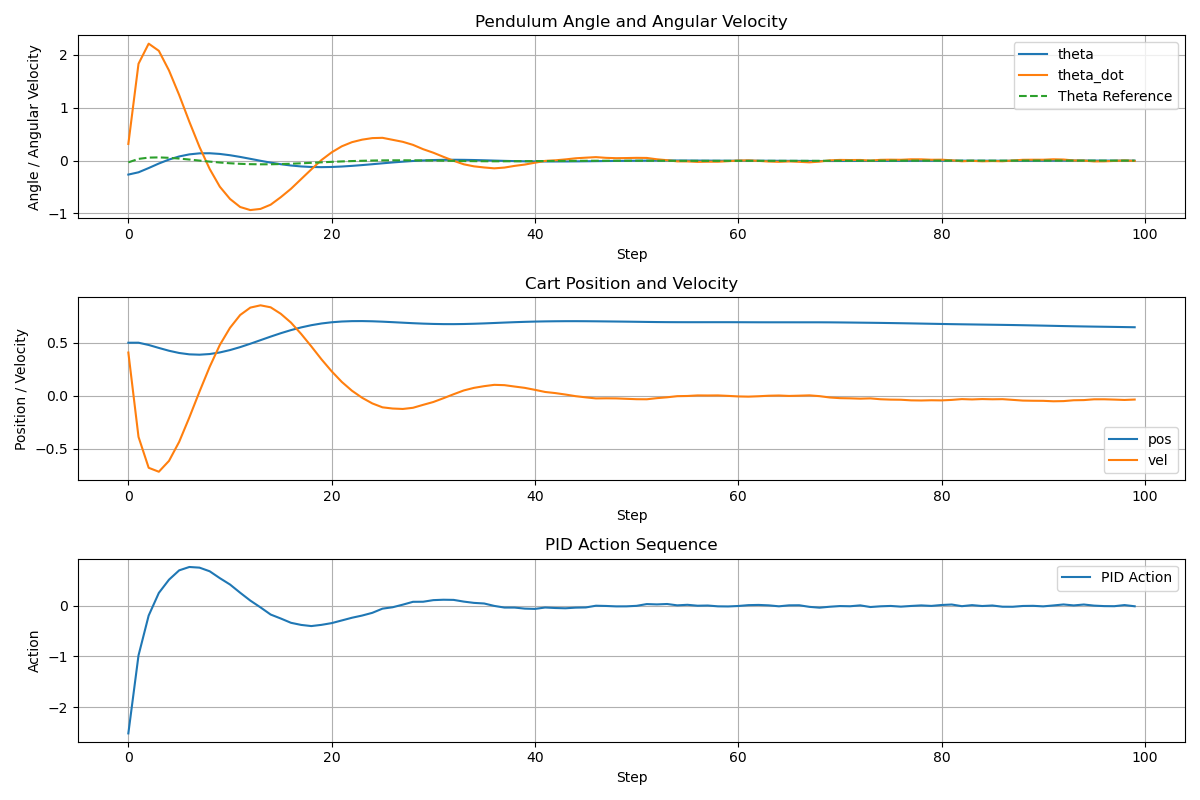 Pendulum Angle and Angular Velocity
Angle / Angular Velocity
2
1
0
−1
theta
theta_dot
Theta Reference
0 20 40 60 80 100
Step
Cart Position and Velocity
Position / Velocity
0.5
0.0
−0.5
pos
vel
0 20 40 60 80 100
Step
PID Action Sequence
Action
0
−1
−2
PID Action
0 20 40 60 80 100
Step